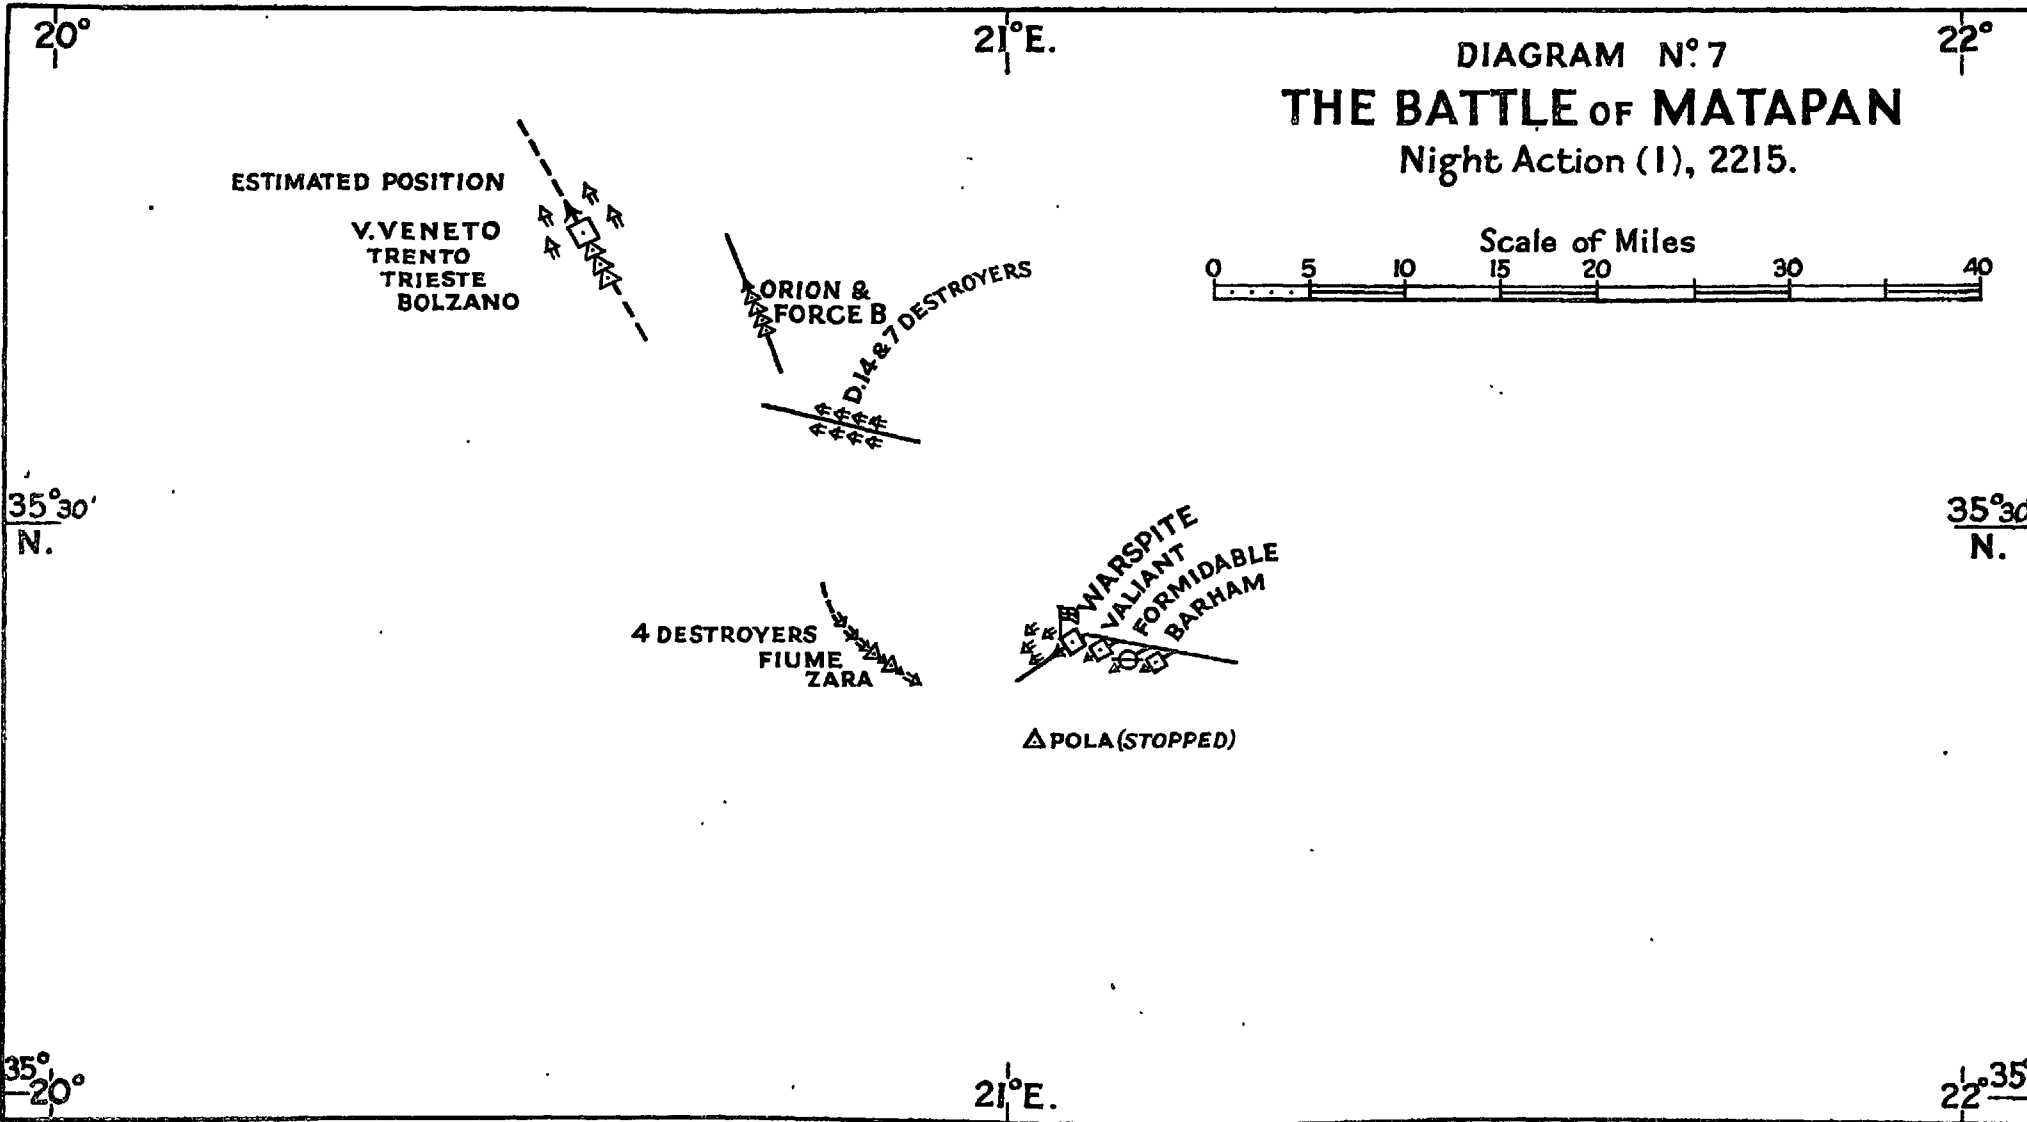 20°
21°E.
22°
DIAGRAM Nº 7
THE BATTLE OF MATAPAN
Night Action (1), 2215.
Scale of Miles
0 5 10 15 20 30 40
ESTIMATED POSITION
V.VENETO
TRENTO
TRIESTE
BOLZANO
ORION &
FORCE B
D.14 & 7 DESTROYERS
35°30'
N.
35°30'
N.
WARSPITE
VALIANT
FORMIDABLE
BARHAM
4 DESTROYERS
FIUME
ZARA
POLA (STOPPED)
35°
20°
21°E.
22°
35°